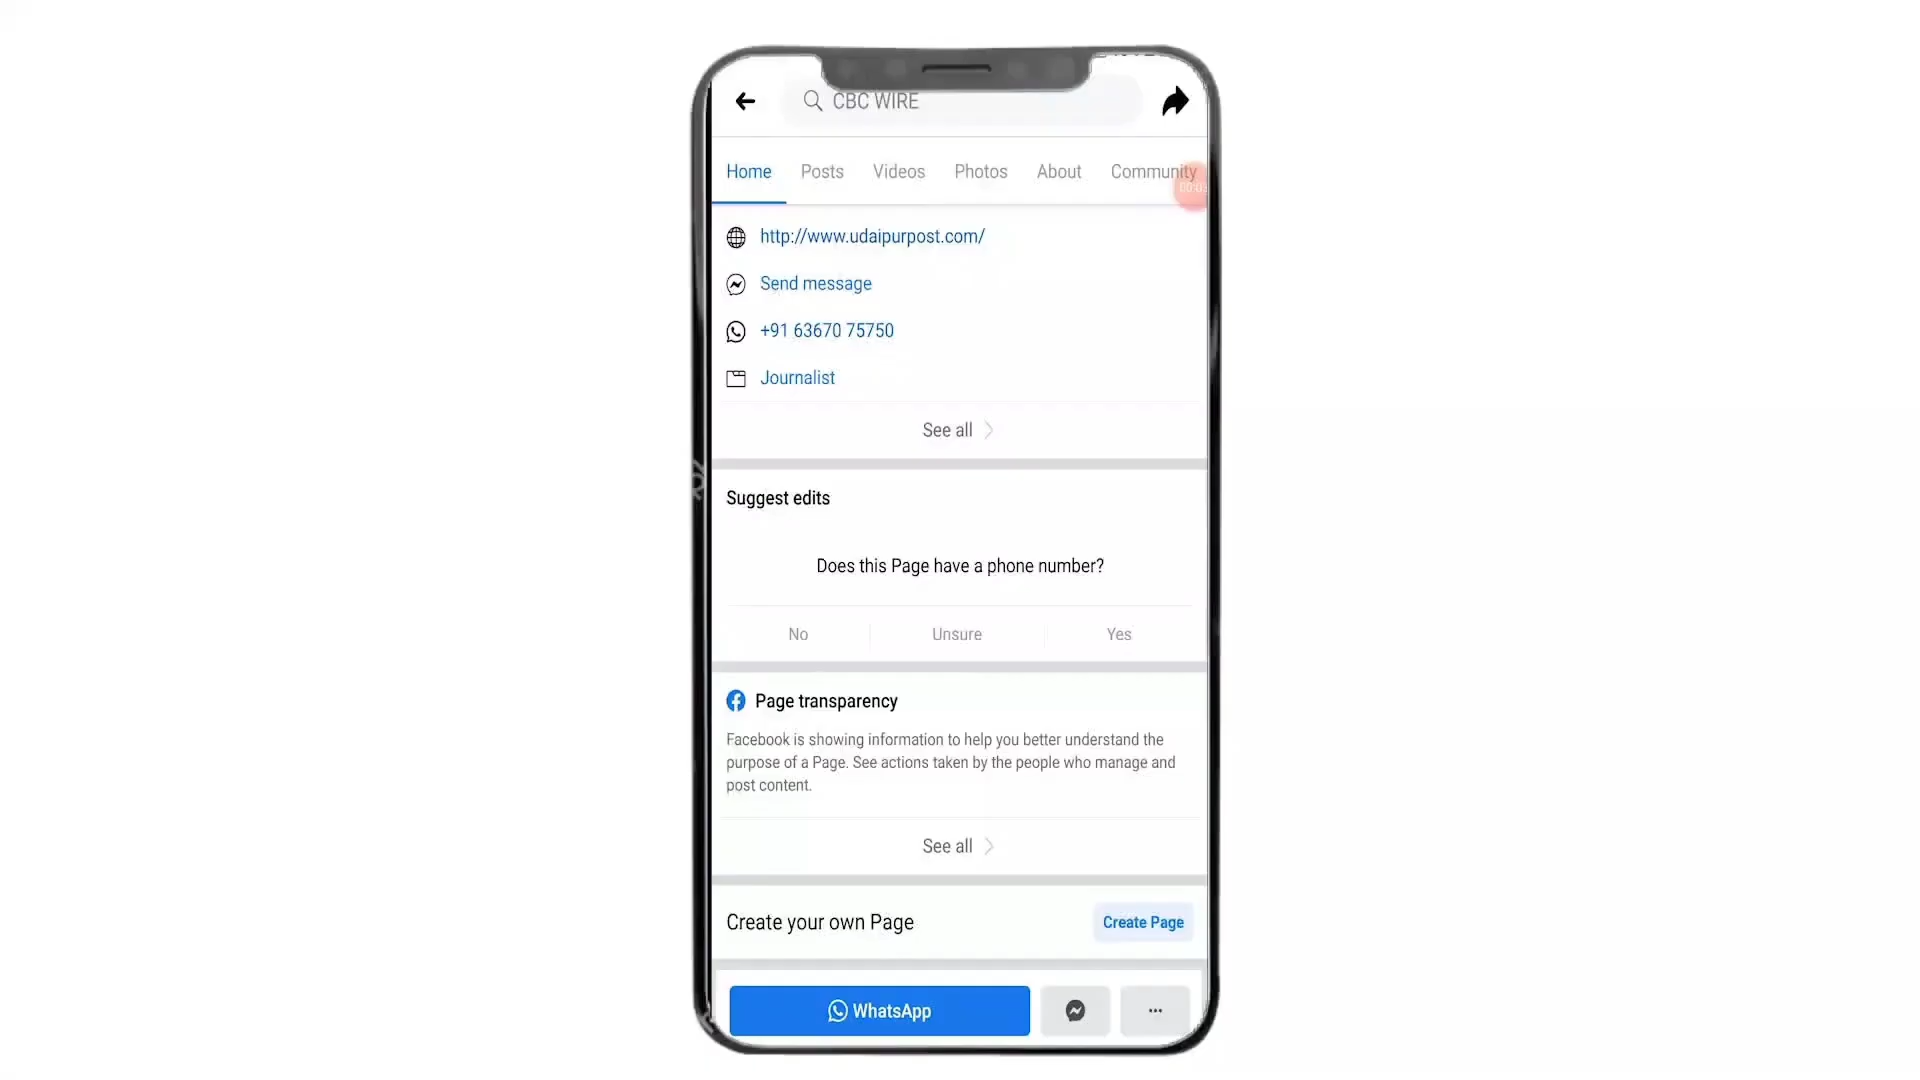 CBC WIRE
Home Posts Videos Photos About Community
http://www.udaipurpost.com/
Send message
+91 63670 75750
Journalist
See all
Suggest edits
Does this Page have a phone number?
No Unsure Yes
Page transparency
Facebook is showing information to help you better understand the
purpose of a Page. See actions taken by the people who manage and
post content.
See all
Create your own Page Create Page
WhatsApp